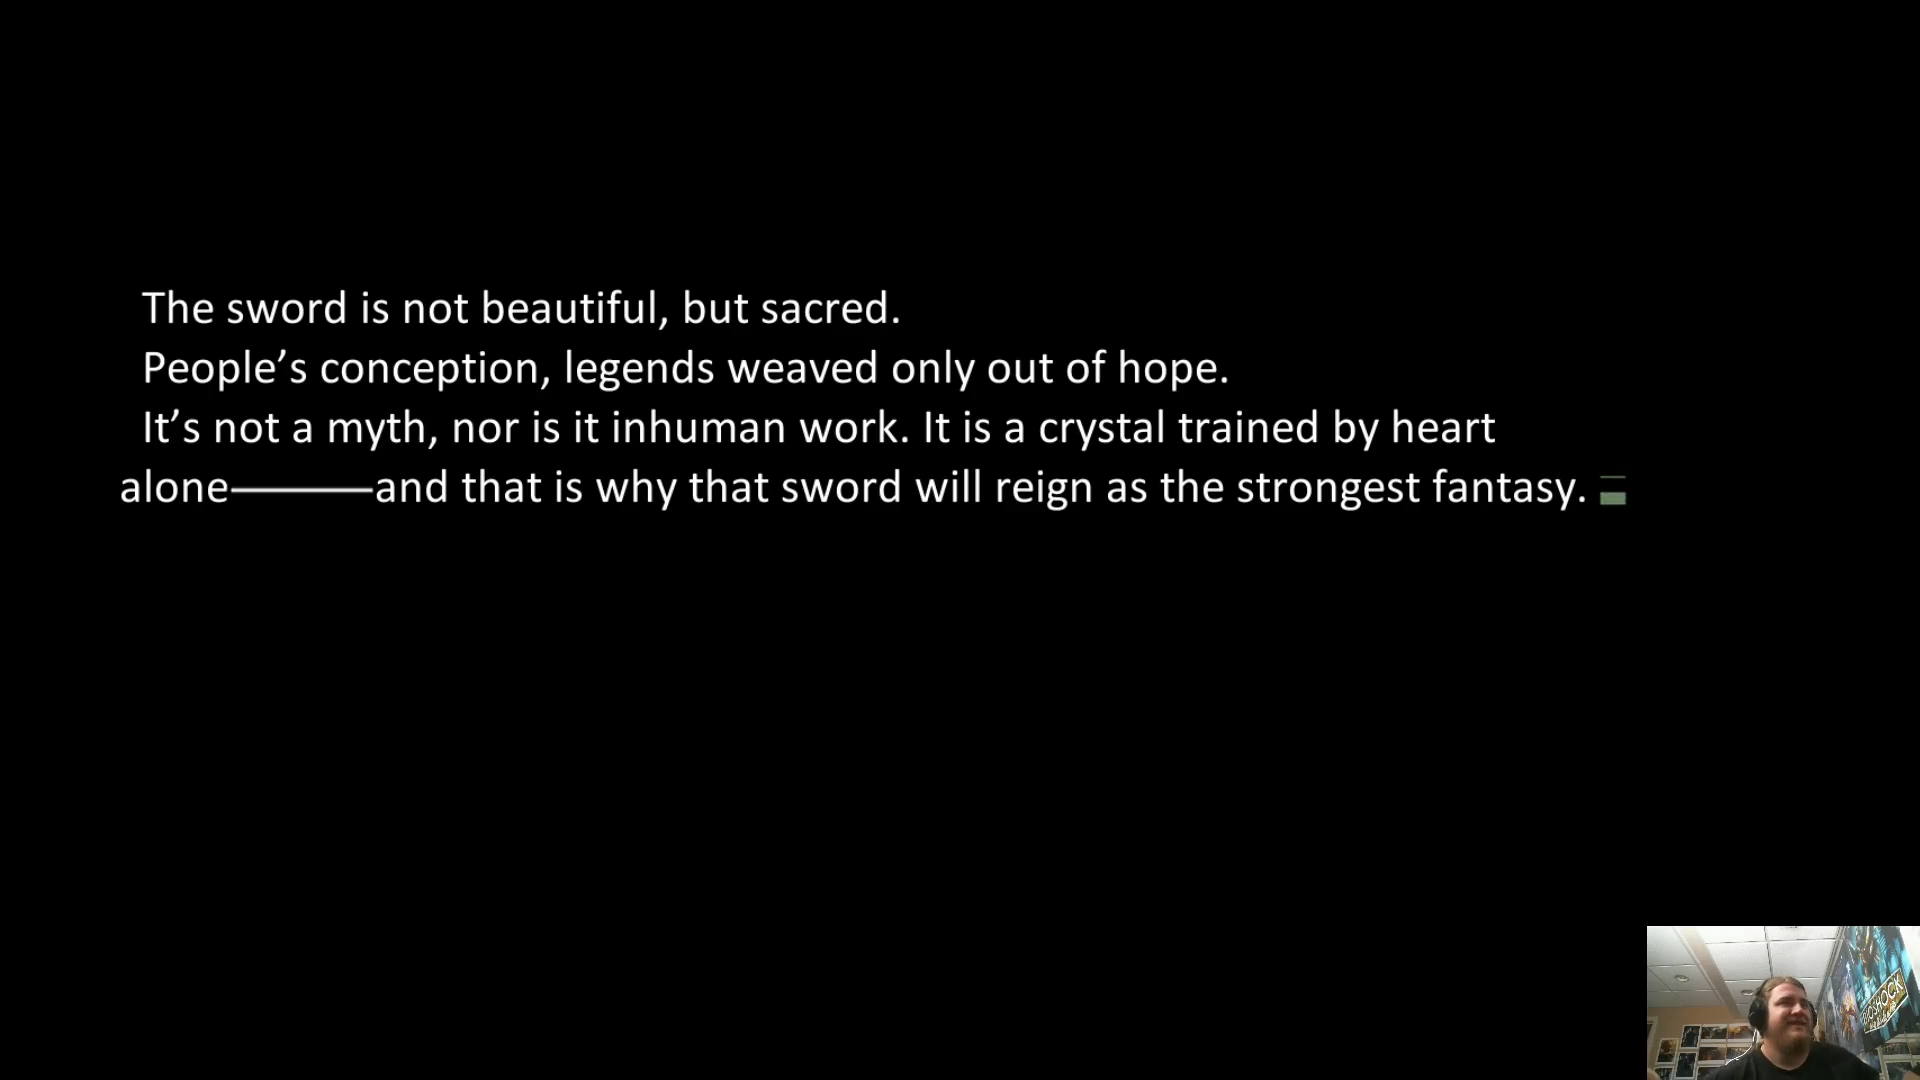 The sword is not beautiful, but sacred.
People’s conception, legends weaved only out of hope.
It’s not a myth, nor is it inhuman work. It is a crystal trained by heart
alone―――and that is why that sword will reign as the strongest fantasy.
BIOSHOCK